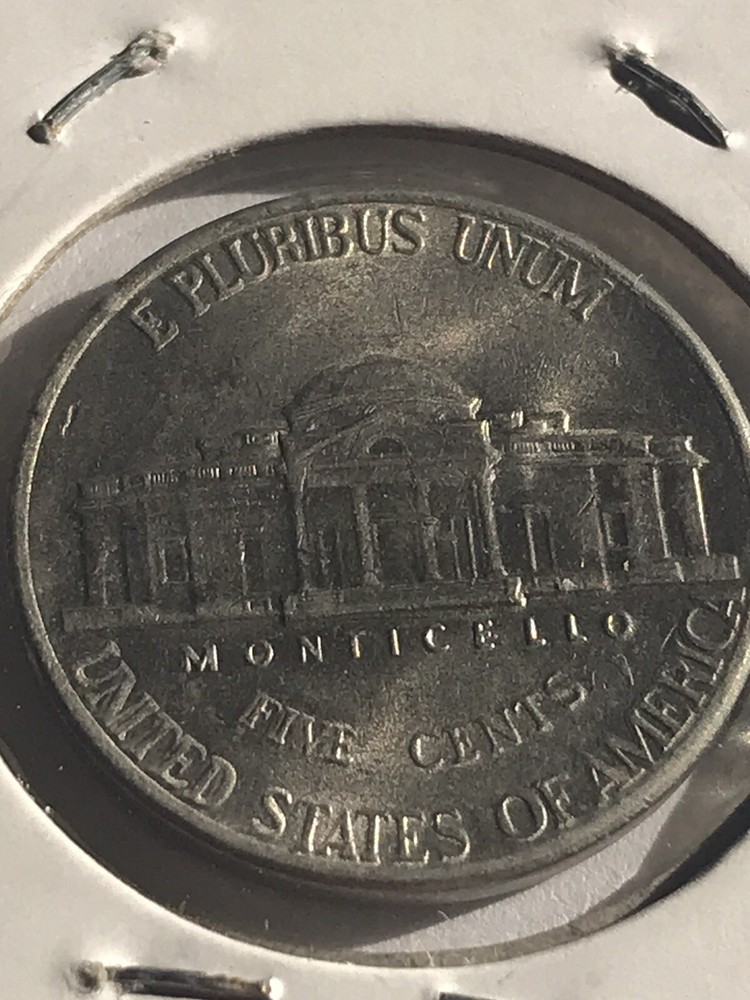 E PLURIBUS UNUM
MONTICELLO
FIVE CENTS
UNITED STATES OF AMERICA